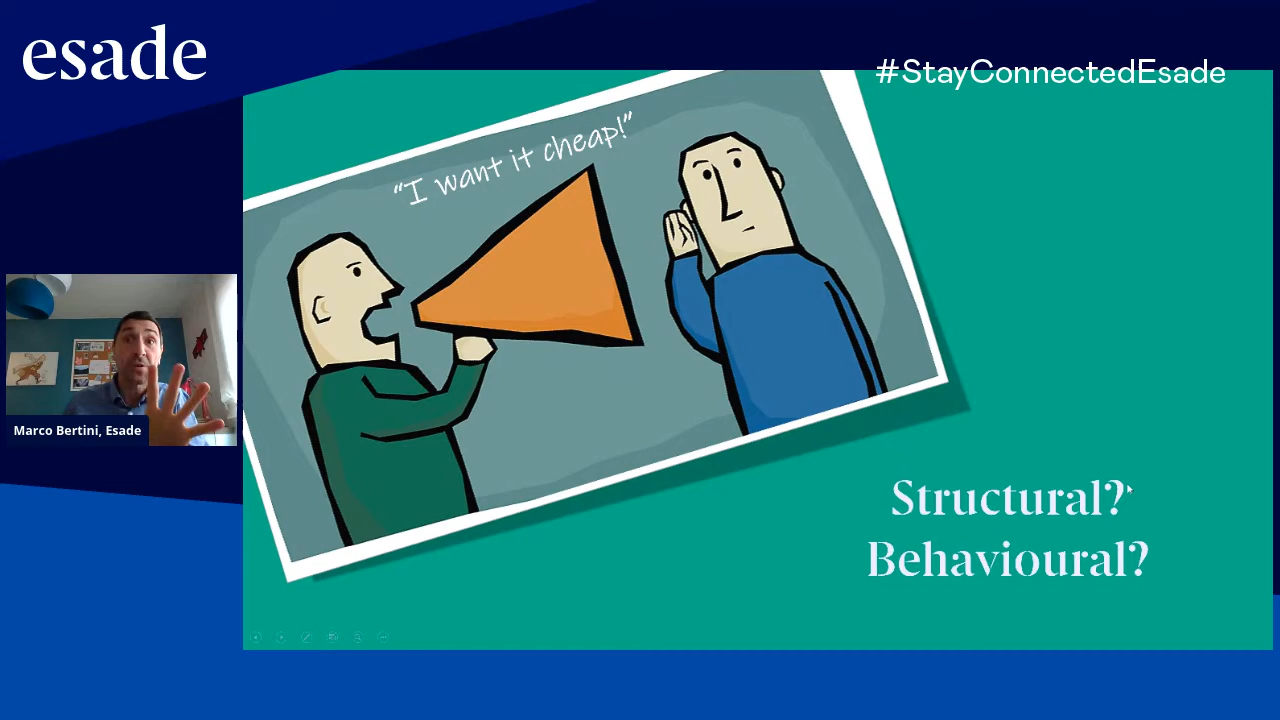 esade
#StayConnectedEsade
“I want it cheap!”
Marco Bertini, Esade
Structural?
Behavioural?